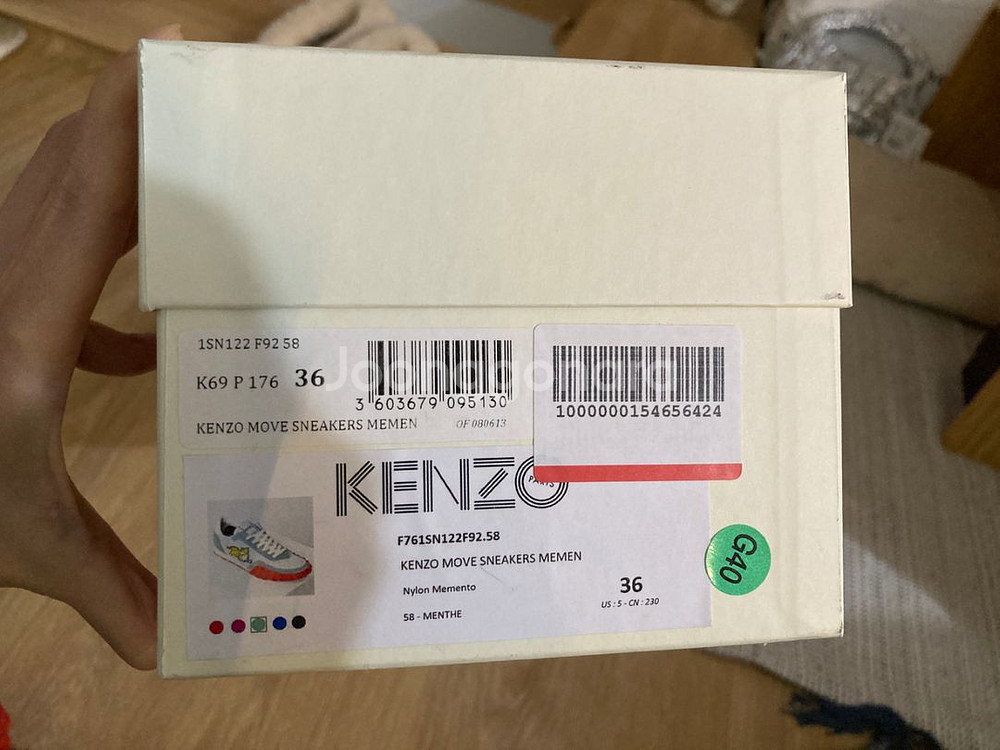 1SN122 F92 58
K69 P 176 36
3 603679 095130
KENZO MOVE SNEAKERS MEMEN OF 080613
Joonggonara
1000000154656424
KENZO
PARIS
F761SN122F92.58
KENZO MOVE SNEAKERS MEMEN
Nylon Memento
36
US : 5 - CN : 230
58 - MENTHE
G40